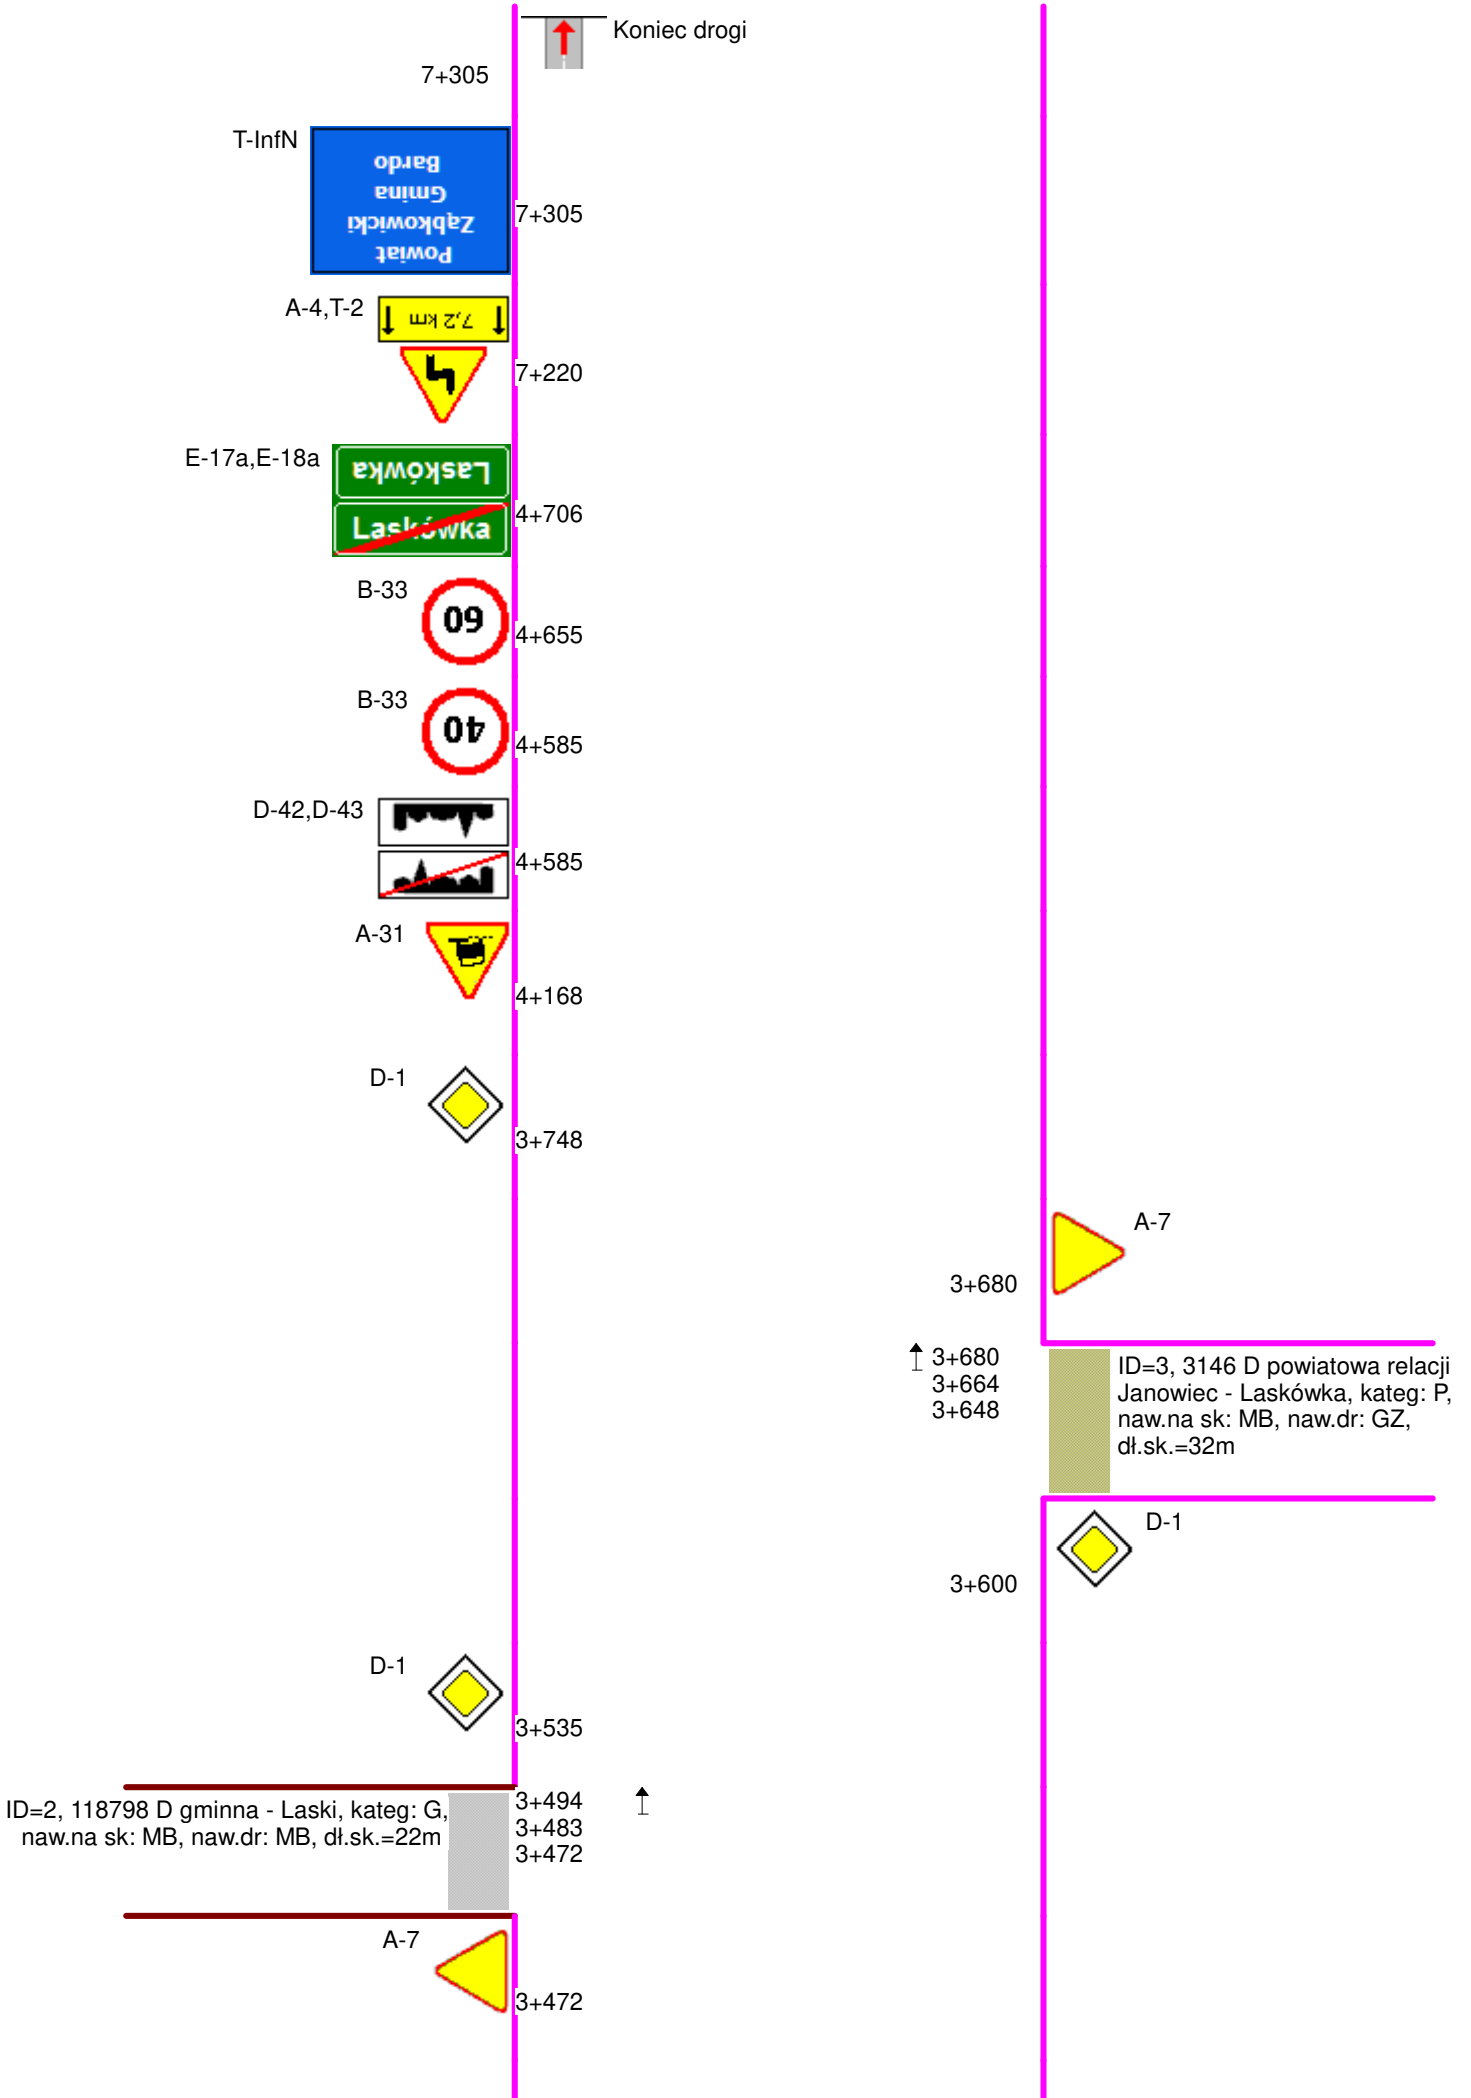 Koniec drogi
7+305
T-InfN
Powiat
Ząbkowicki
Gmina
Bardo
7+305
A-4,T-2
7,2 km
7+220
E-17a,E-18a
Laskówka
Laskówka
4+706
B-33
60
4+655
B-33
40
4+585
D-42,D-43
4+585
A-31
4+168
D-1
3+748
A-7
3+680
3+680
3+664
3+648
ID=3, 3146 D powiatowa relacji
Janowiec - Laskówka, kateg: P,
naw.na sk: MB, naw.dr: GZ,
dł.sk.=32m
D-1
3+600
D-1
3+535
ID=2, 118798 D gminna - Laski, kateg: G,
naw.na sk: MB, naw.dr: MB, dł.sk.=22m
3+494
3+483
3+472
A-7
3+472